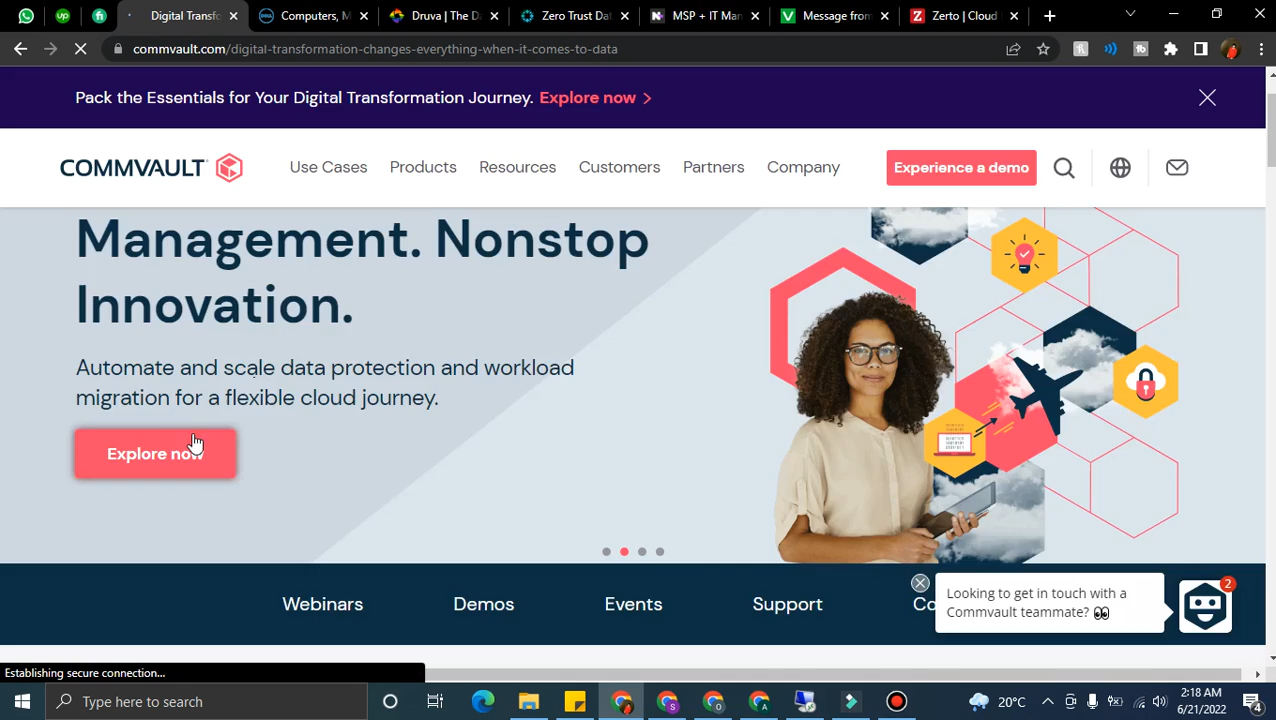 Digital Transf
Computers, M
Druva | The Da
Zero Trust Dat
MSP + IT Man
Message from
Zerto | Cloud
commvault.com/digital-transformation-changes-everything-when-it-comes-to-data
Pack the Essentials for Your Digital Transformation Journey. Explore now >
COMMVAULT
Use Cases Products Resources Customers Partners Company
Experience a demo
Management. Nonstop
Innovation.
Automate and scale data protection and workload
migration for a flexible cloud journey.
Explore now
Webinars Demos Events Support Co
Looking to get in touch with a
Commvault teammate? 👀
2
Establishing secure connection...
Type here to search
20°C
2:18 AM
6/21/2022
4